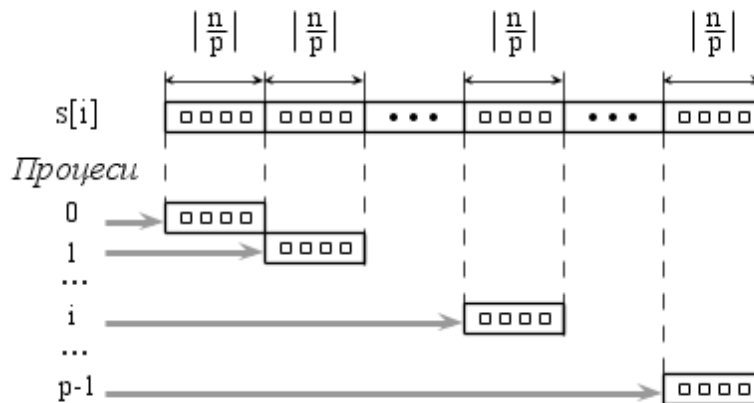 |n/p| |n/p| |n/p| |n/p|
s[i] • • • • • •
Процеси
0
1
...
i
...
p-1